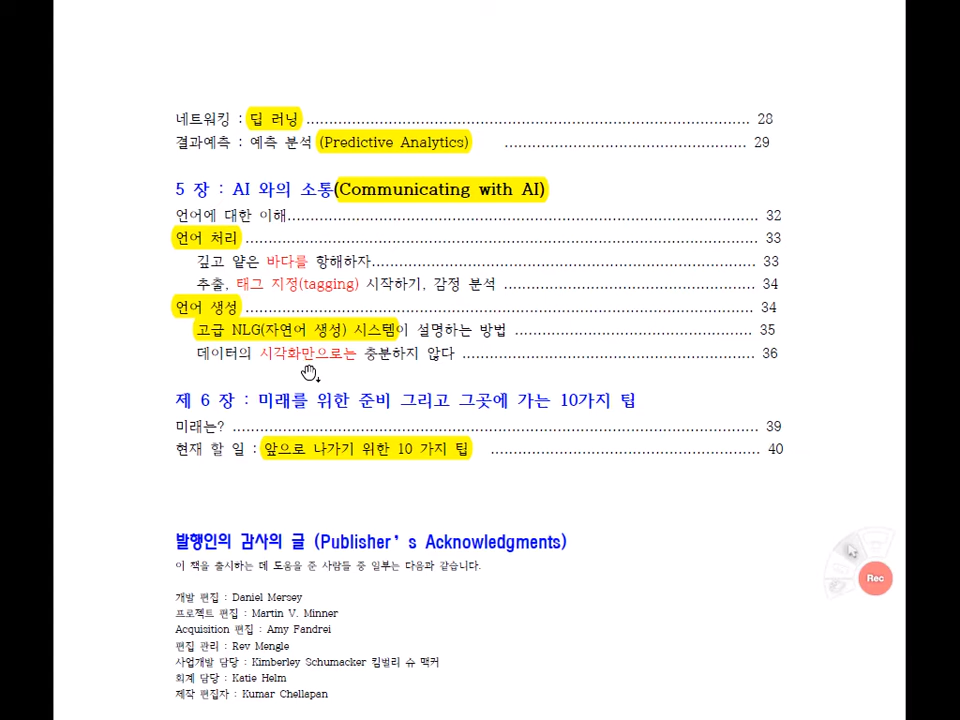 네트워킹 : 딥 러닝 .................................................. 28
결과예측 : 예측 분석 (Predictive Analytics) .................................................. 29
5 장 : AI 와의 소통(Communicating with AI)
언어에 대한 이해.................................................. 32
언어 처리 .................................................. 33
깊고 얕은 바다를 항해하자.................................................. 33
추출, 태그 지정(tagging) 시작하기, 감정 분석 .................................................. 34
언어 생성 .................................................. 34
고급 NLG(자연어 생성) 시스템이 설명하는 방법 .................................................. 35
데이터의 시각화만으로는 충분하지 않다 .................................................. 36
제 6 장 : 미래를 위한 준비 그리고 그곳에 가는 10가지 팁
미래는? .................................................. 39
현재 할 일 : 앞으로 나가기 위한 10 가지 팁 .................................................. 40
발행인의 감사의 글 (Publisher's Acknowledgments)
이 책을 출시하는 데 도움을 준 사람들 중 일부는 다음과 같습니다.
Rec
개발 편집 : Daniel Mersey
프로젝트 편집 : Martin V. Minner
Acquisition 편집 : Amy Fandrei
편집 관리 : Rev Mengle
사업개발 담당 : Kimberley Schumacker 킴벌리 슈 맥커
회계 담당 : Katie Helm
제작 편집자 : Kumar Chellapan